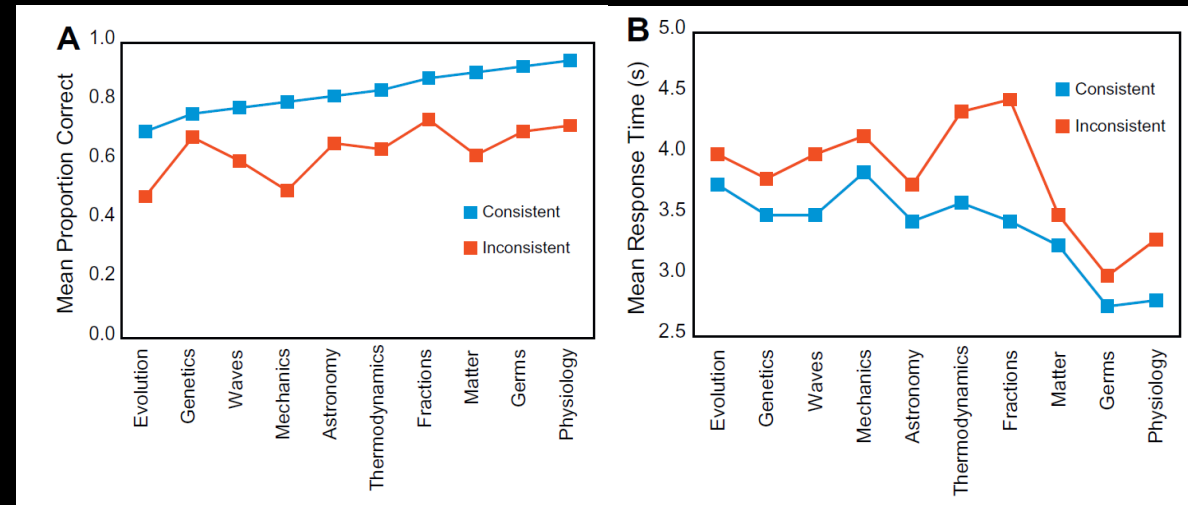 A
Mean Proportion Correct
1.0
0.8
0.6
0.4
0.2
0.0
Consistent
Inconsistent
Evolution
Genetics
Waves
Mechanics
Astronomy
Thermodynamics
Fractions
Matter
Germs
Physiology
B
Mean Response Time (s)
5.0
4.5
4.0
3.5
3.0
2.5
Consistent
Inconsistent
Evolution
Genetics
Waves
Mechanics
Astronomy
Thermodynamics
Fractions
Matter
Germs
Physiology